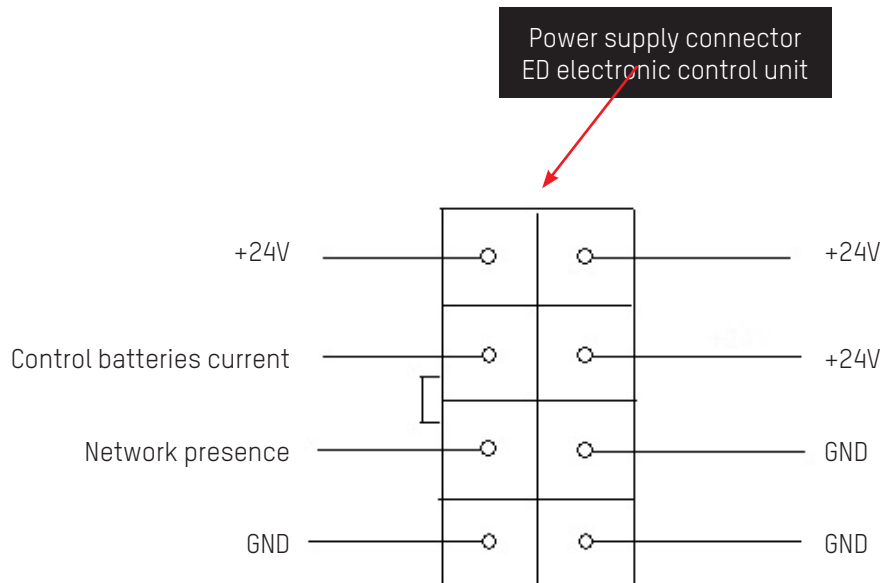 Power supply connector
ED electronic control unit
+24V
+24V
Control batteries current
+24V
Network presence
GND
GND
GND